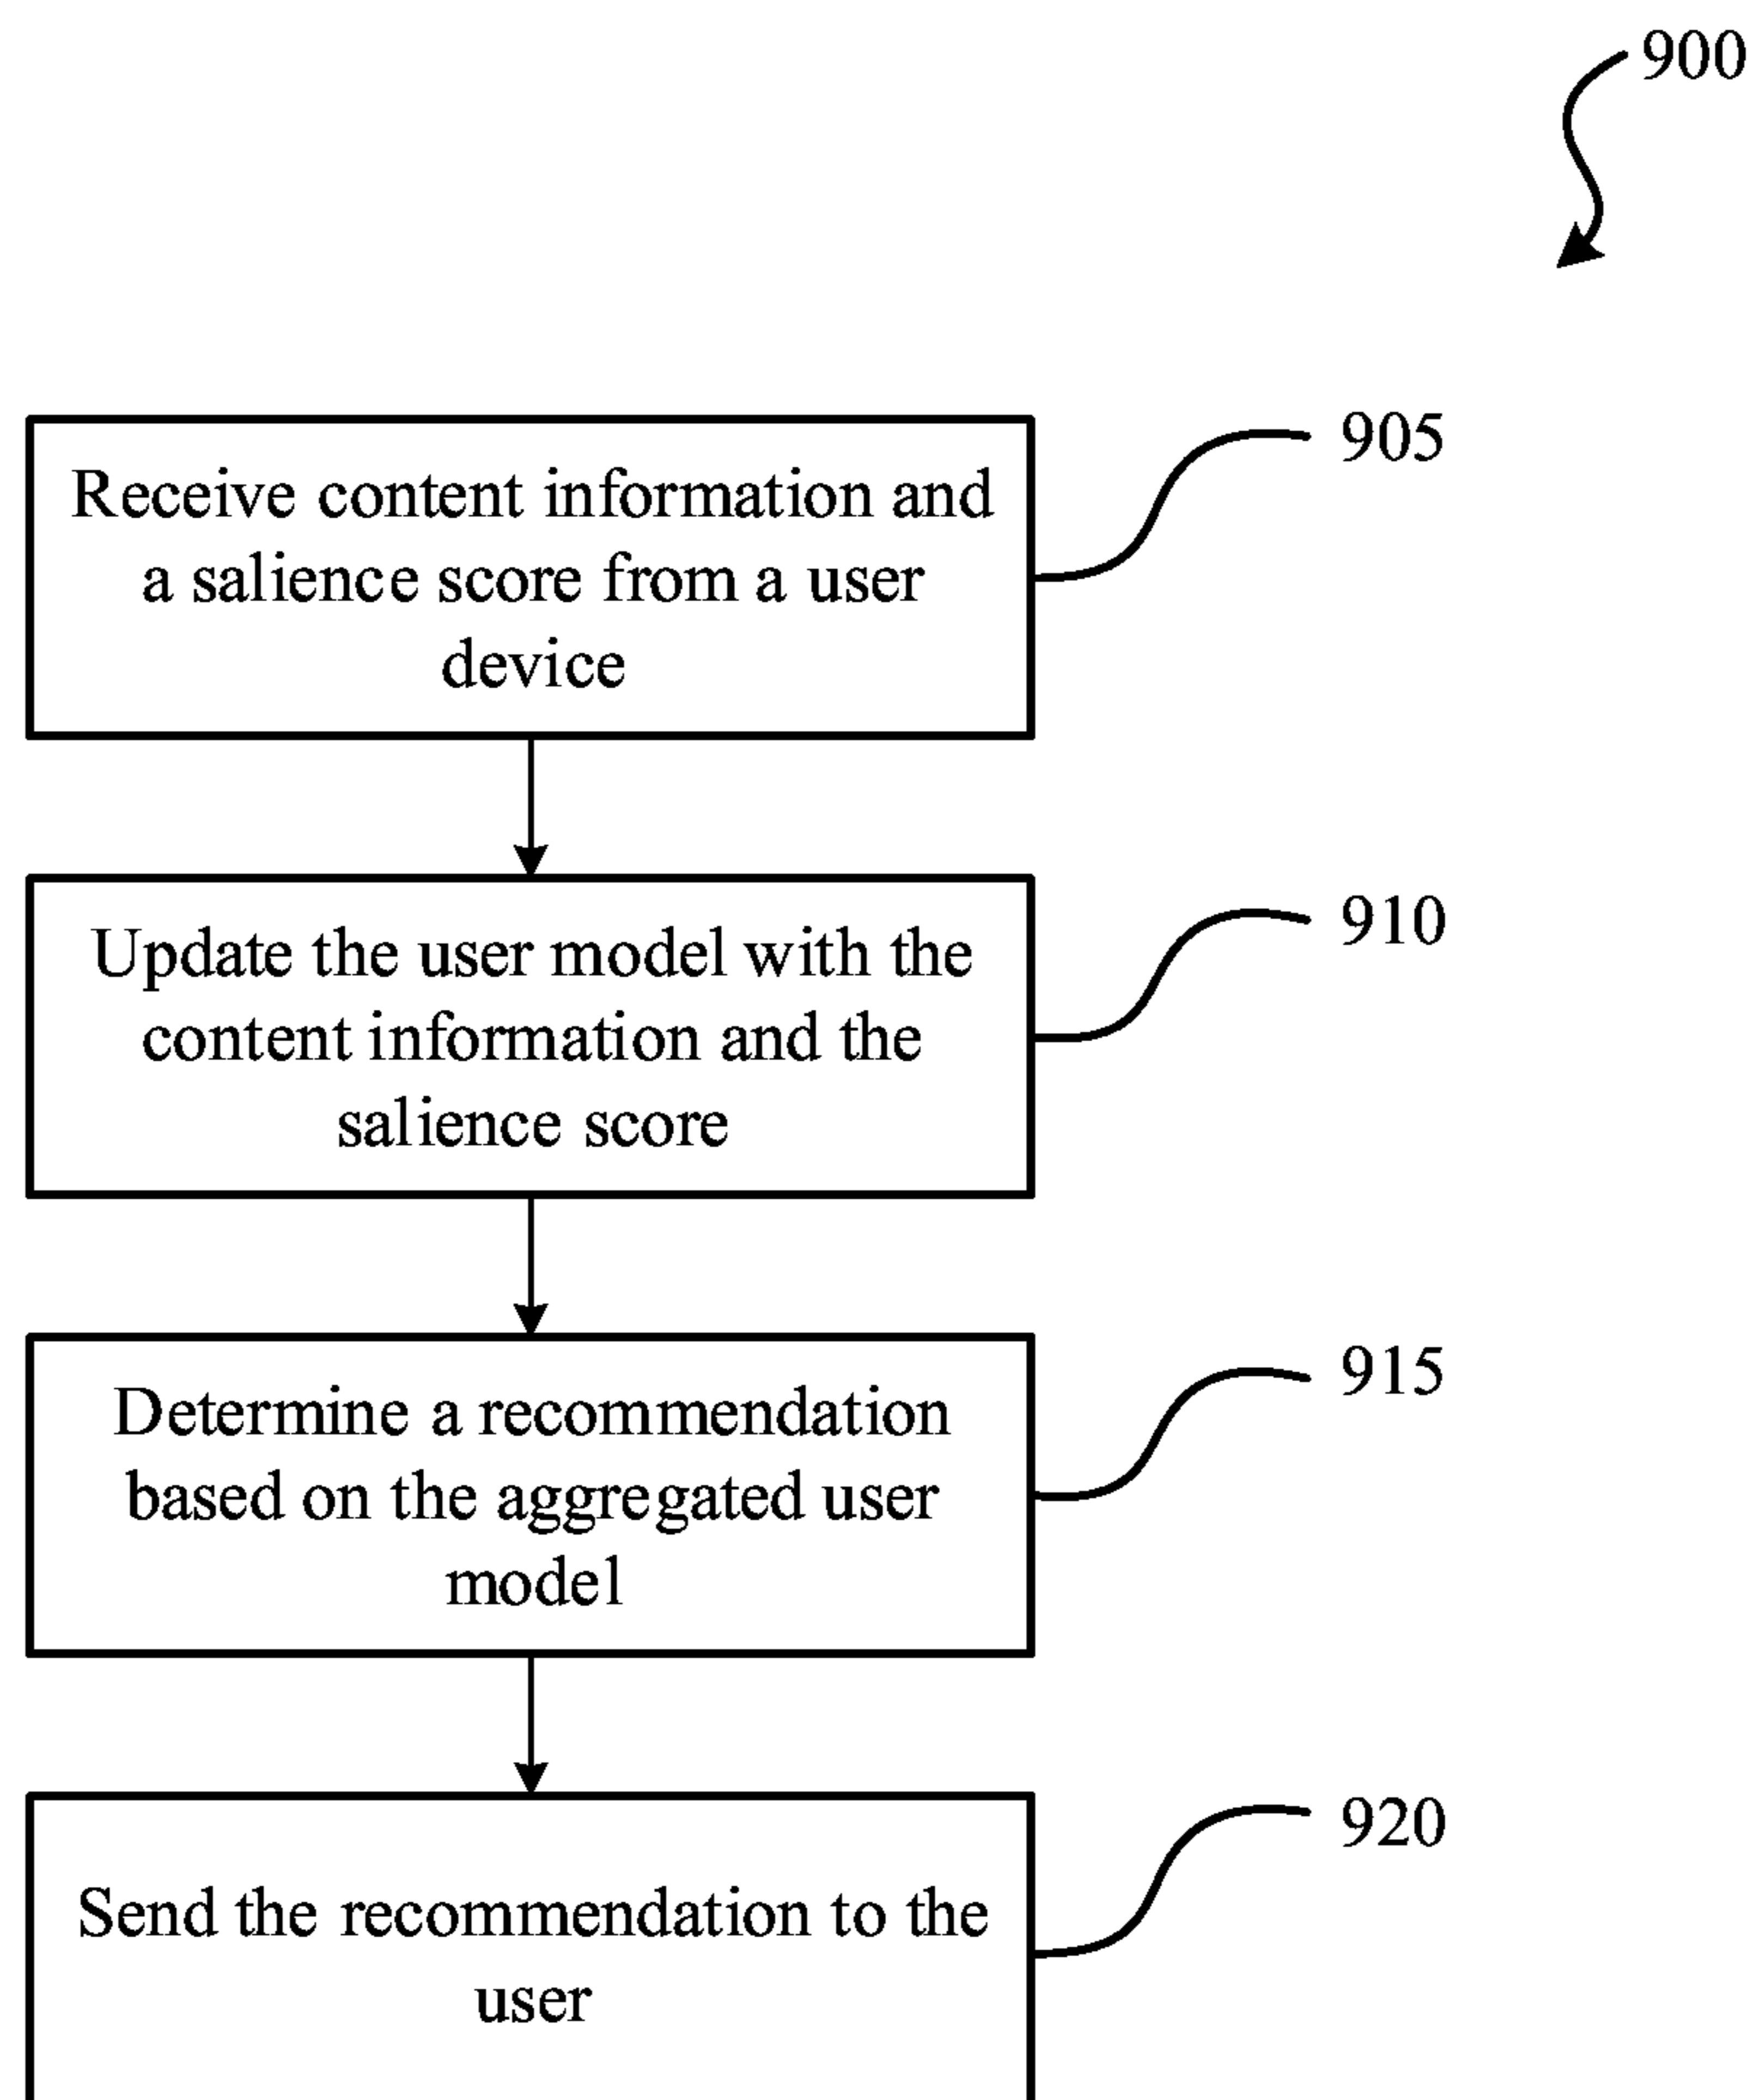 900
905
Receive content information and
a salience score from a user
device
910
Update the user model with the
content information and the
salience score
915
Determine a recommendation
based on the aggregated user
model
920
Send the recommendation to the
user